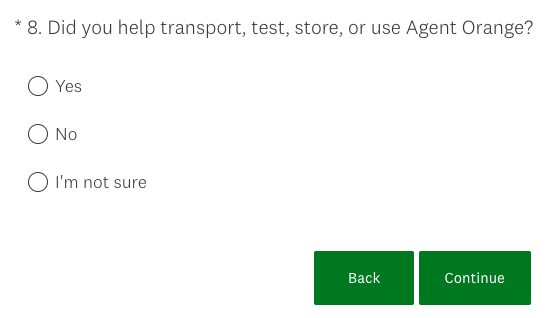 * 8. Did you help transport, test, store, or use Agent Orange?
Yes
No
I'm not sure
Back
Continue